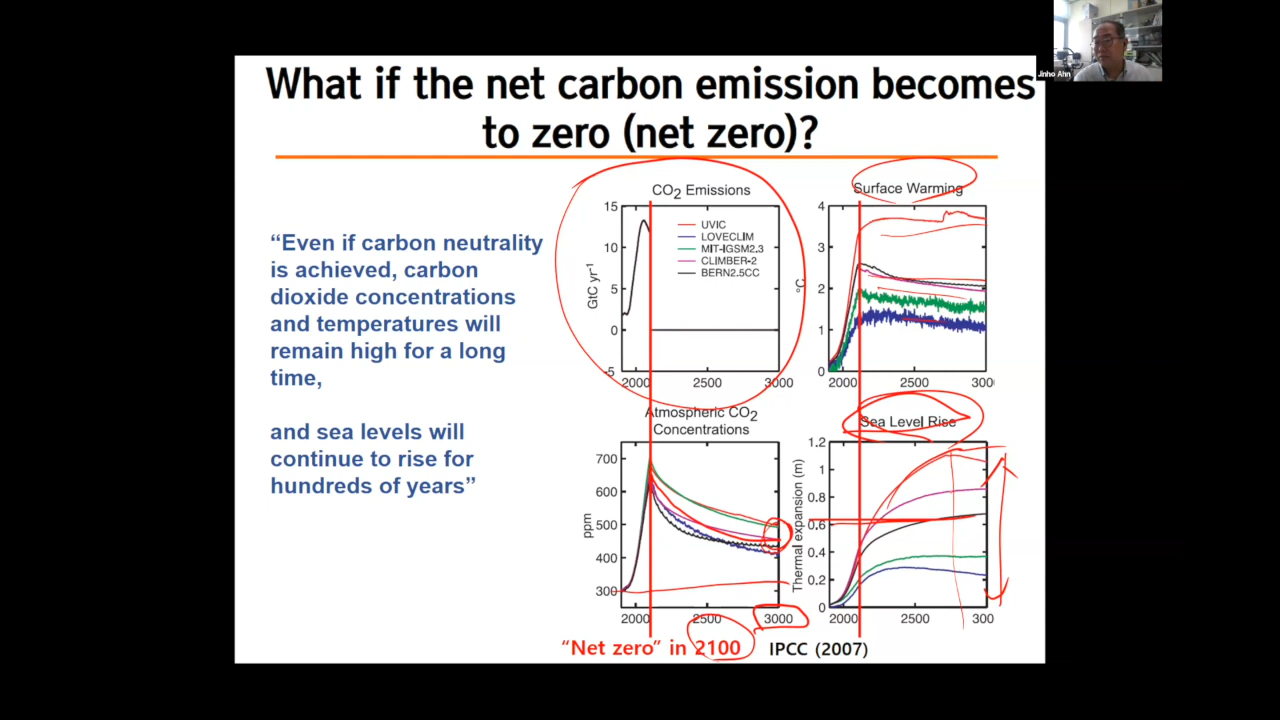 Jinho Ahn
What if the net carbon emission becomes
to zero (net zero)?
“Even if carbon neutrality
is achieved, carbon
dioxide concentrations
and temperatures will
remain high for a long
time,
and sea levels will
continue to rise for
hundreds of years”
CO2 Emissions
GtC yr-1
15
10
5
0
-5
2000 2500 3000
UVIC
LOVECLIM
MIT-IGSM2.3
CLIMBER-2
BERN2.5CC
Surface Warming
°C
4
3
2
1
0
2000 2500 300
Atmospheric CO2
Concentrations
ppm
700
600
500
400
300
2000 2500 3000
Sea Level Rise
Thermal expansion (m)
1.2
1
0.8
0.6
0.4
0.2
0
2000 2500 3000
“Net zero” in 2100
IPCC (2007)